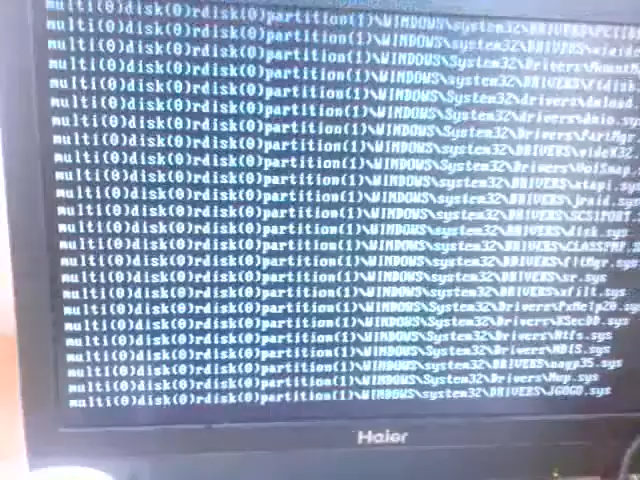 multi(0)disk(0)rdisk(0)partition(1)\WINDOWS\system32\DRIVERS\
multi(0)disk(0)rdisk(0)partition(1)\WINDOWS\system32\DRIVERS\
multi(0)disk(0)rdisk(0)partition(1)\WINDOWS\System32\Drivers\
multi(0)disk(0)rdisk(0)partition(1)\WINDOWS\system32\DRIVERS\ftdisk
multi(0)disk(0)rdisk(0)partition(1)\WINDOWS\System32\drivers\dmload
multi(0)disk(0)rdisk(0)partition(1)\WINDOWS\System32\drivers\dmio.sy
multi(0)disk(0)rdisk(0)partition(1)\WINDOWS\System32\Drivers\PartMgr
multi(0)disk(0)rdisk(0)partition(1)\WINDOWS\system32\DRIVERS\videX32
multi(0)disk(0)rdisk(0)partition(1)\WINDOWS\System32\Drivers\VolSnap
multi(0)disk(0)rdisk(0)partition(1)\WINDOWS\system32\DRIVERS\atapi.sy
multi(0)disk(0)rdisk(0)partition(1)\WINDOWS\system32\DRIVERS\jraid.sys
multi(0)disk(0)rdisk(0)partition(1)\WINDOWS\system32\DRIVERS\SCSIPORT
multi(0)disk(0)rdisk(0)partition(1)\WINDOWS\system32\DRIVERS\disk.sys
multi(0)disk(0)rdisk(0)partition(1)\WINDOWS\system32\DRIVERS\CLASSPNP.s
multi(0)disk(0)rdisk(0)partition(1)\WINDOWS\system32\DRIVERS\fltMgr.sys
multi(0)disk(0)rdisk(0)partition(1)\WINDOWS\system32\DRIVERS\sr.sys
multi(0)disk(0)rdisk(0)partition(1)\WINDOWS\system32\DRIVERS\xfilt.sys
multi(0)disk(0)rdisk(0)partition(1)\WINDOWS\System32\Drivers\PxHelp20.sy
multi(0)disk(0)rdisk(0)partition(1)\WINDOWS\System32\Drivers\KSecDD.sys
multi(0)disk(0)rdisk(0)partition(1)\WINDOWS\System32\Drivers\Ntfs.sys
multi(0)disk(0)rdisk(0)partition(1)\WINDOWS\System32\Drivers\NDIS.sys
multi(0)disk(0)rdisk(0)partition(1)\WINDOWS\system32\DRIVERS\uagp35.sys
multi(0)disk(0)rdisk(0)partition(1)\WINDOWS\System32\Drivers\Mup.sys
multi(0)disk(0)rdisk(0)partition(1)\WINDOWS\system32\DRIVERS\JGOGO.sys
Haier